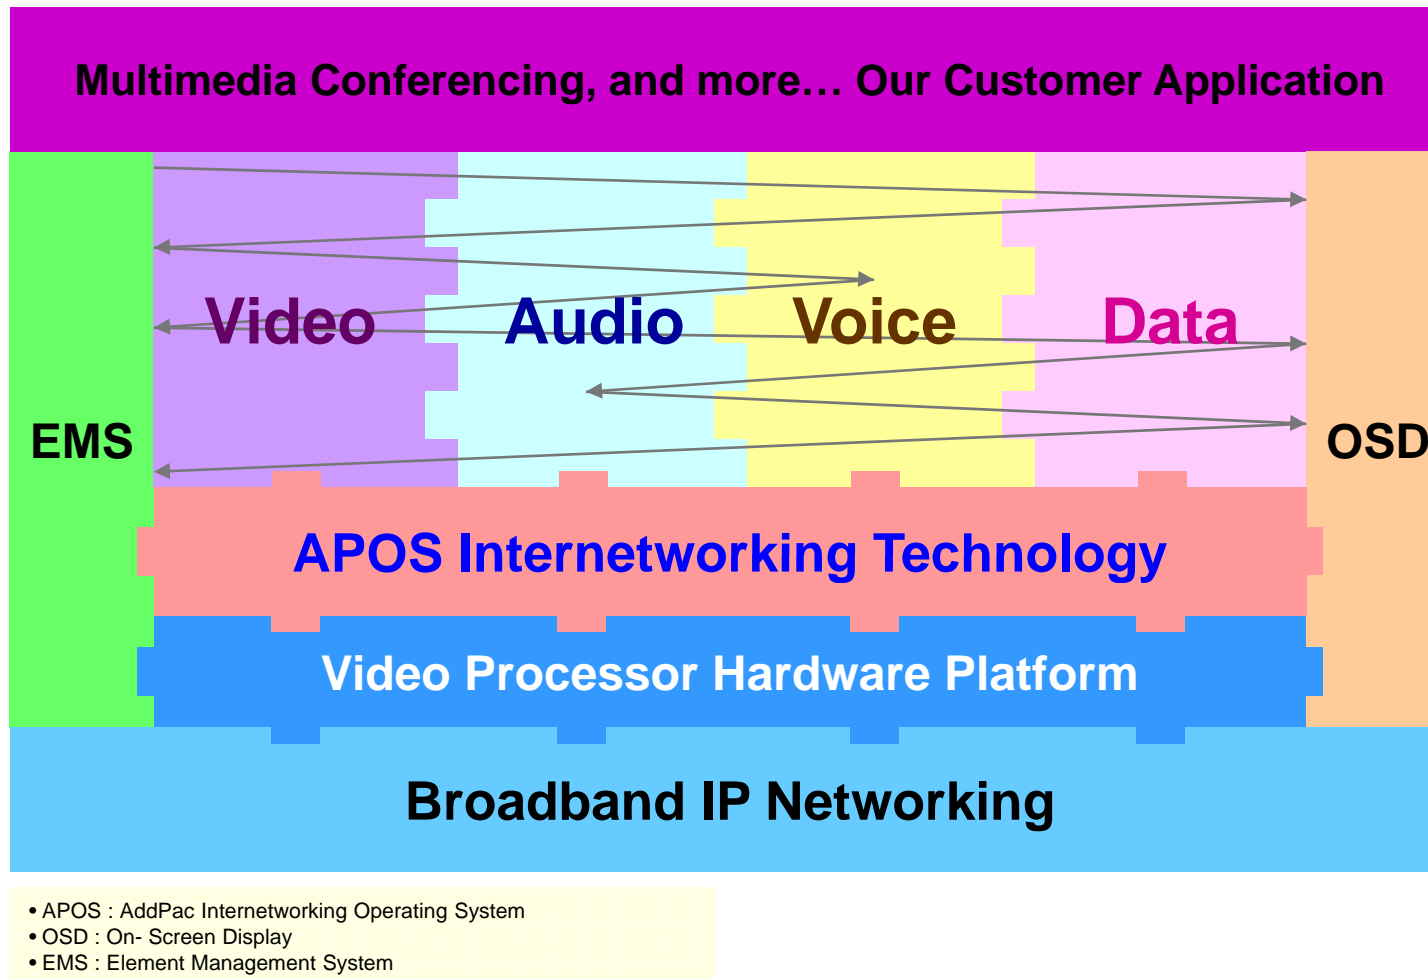 Multimedia Conferencing, and more… Our Customer Application
Video Audio Voice Data
EMS OSD
APOS Internetworking Technology
Video Processor Hardware Platform
Broadband IP Networking
• APOS : AddPac Internetworking Operating System
• OSD : On- Screen Display
• EMS : Element Management System